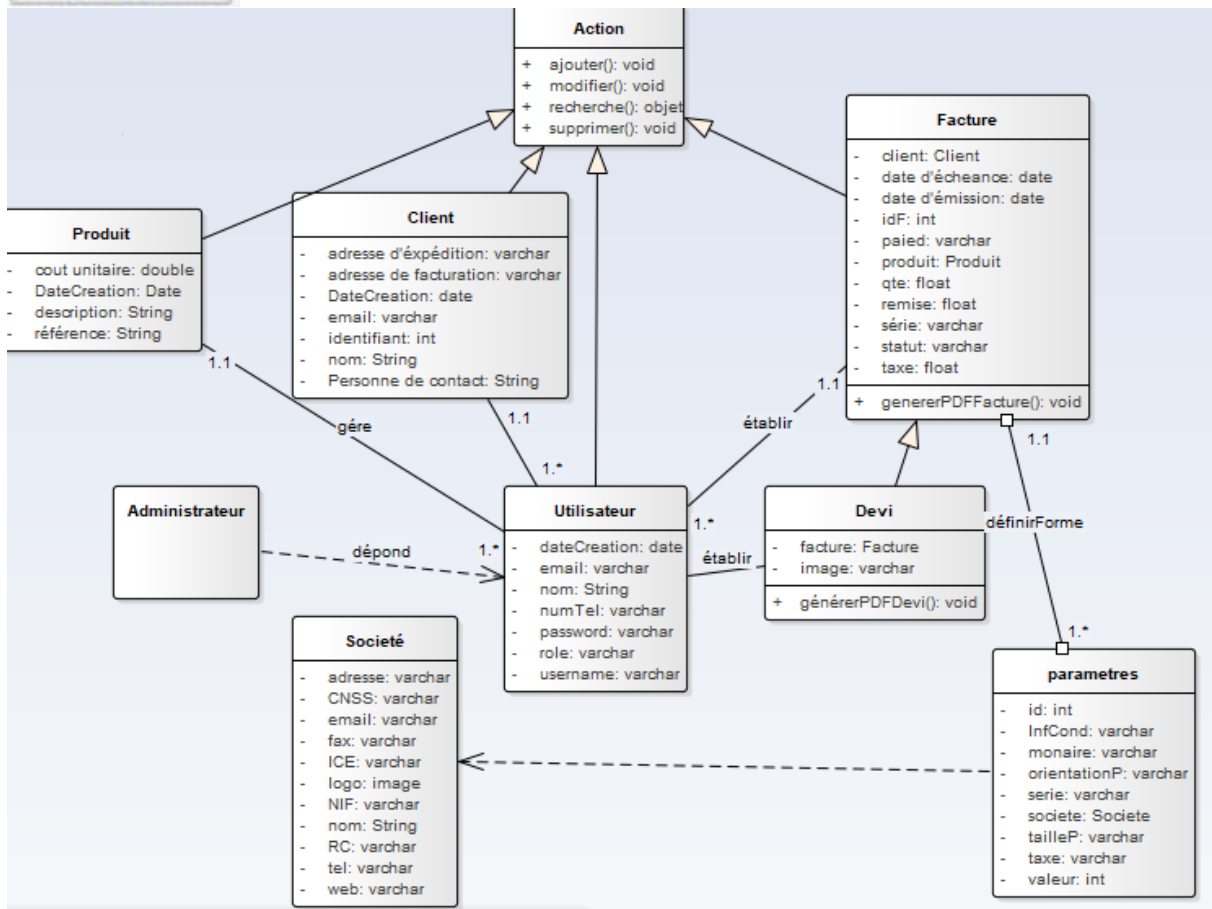 Action
+ ajouter(): void
+ modifier(): void
+ recherche(): objet
+ supprimer(): void
Facture
- client: Client
- date d'écheance: date
- date d'émission: date
- idF: int
- paied: varchar
- produit: Produit
- qte: float
- remise: float
- série: varchar
- statut: varchar
- taxe: float
+ genererPDFFacture(): void
Client
- adresse d'éxpédition: varchar
- adresse de facturation: varchar
- DateCreation: date
- email: varchar
- identifiant: int
- nom: String
- Personne de contact: String
Produit
- cout unitaire: double
- DateCreation: Date
- description: String
- référence: String
1.1
gére
1.*
1.1
1.*
1.1
établir
1.*
établir
1.1
définirForme
1.*
Administrateur
dépond
Utilisateur
- dateCreation: date
- email: varchar
- nom: String
- numTel: varchar
- password: varchar
- role: varchar
- username: varchar
Devi
- facture: Facture
- image: varchar
+ générerPDFDevi(): void
Societé
- adresse: varchar
- CNSS: varchar
- email: varchar
- fax: varchar
- ICE: varchar
- logo: image
- NIF: varchar
- nom: String
- RC: varchar
- tel: varchar
- web: varchar
parametres
- id: int
- InfCond: varchar
- monaire: varchar
- orientationP: varchar
- serie: varchar
- societe: Societe
- tailleP: varchar
- taxe: varchar
- valeur: int